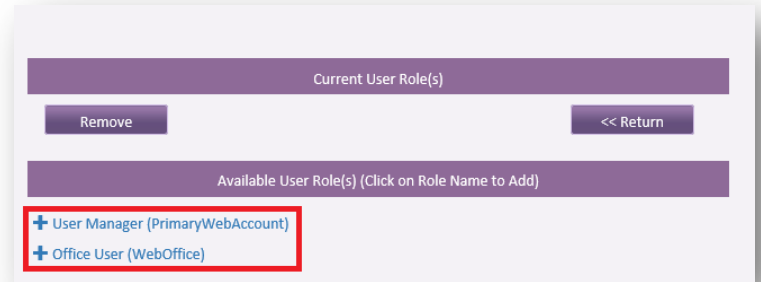 Current User Role(s)
Remove
<< Return
Available User Role(s) (Click on Role Name to Add)
User Manager (PrimaryWebAccount)
Office User (WebOffice)